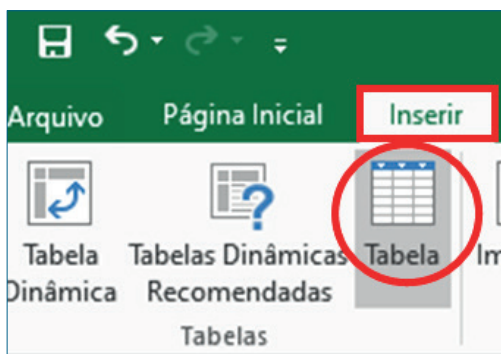 Arquivo Página Inicial Inserir
Tabela Tabelas Dinâmicas Tabela
Dinâmica Recomendadas
Tabelas